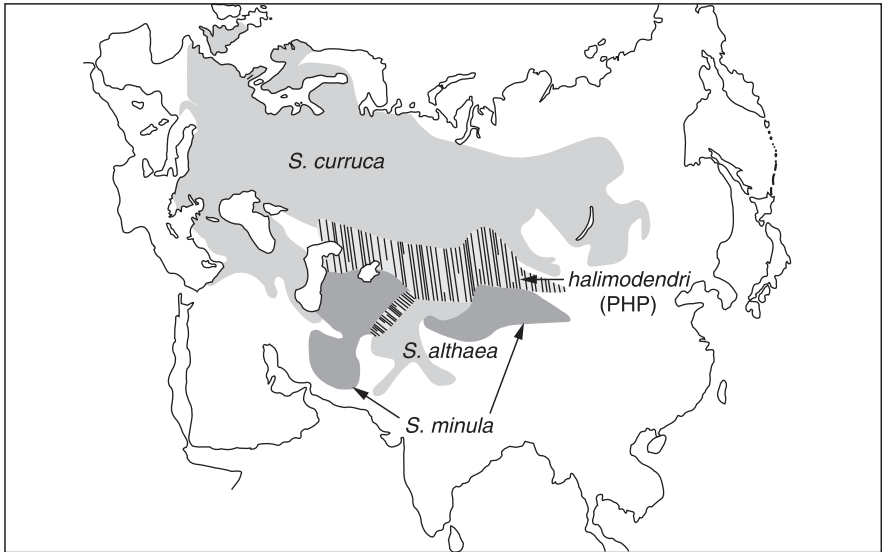 S. curruca
halimodendri
(PHP)
S. althaea
S. minula